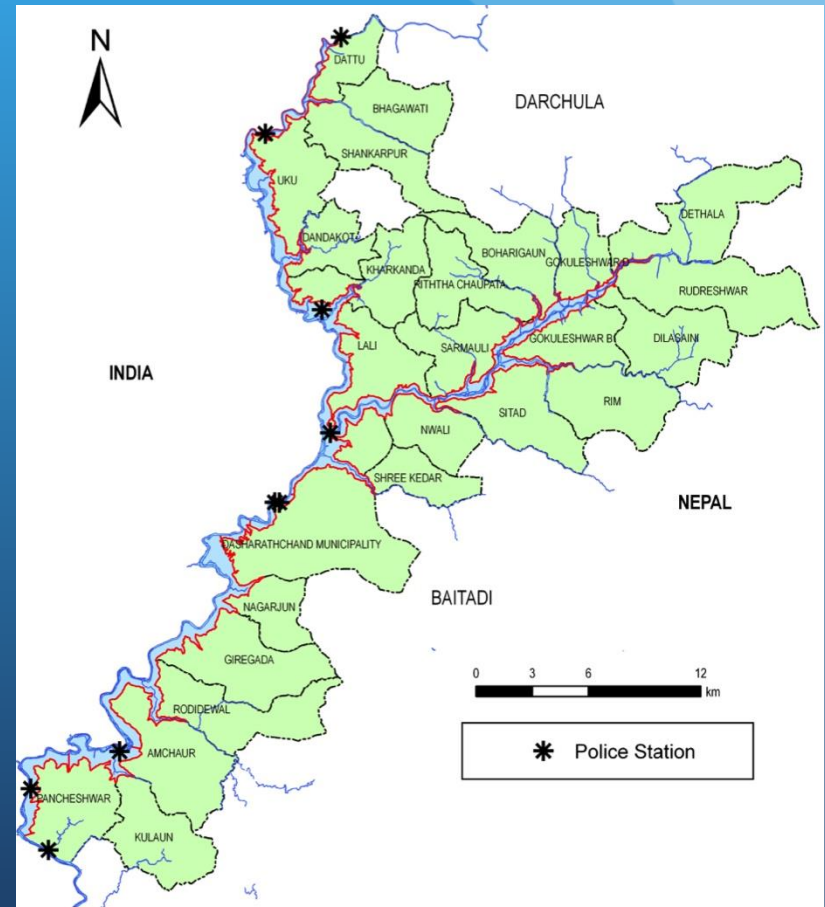 N
DATTU
DARCHULA
BHAGAWATI
SHANKARPUR
UKU
DETHALA
DANDAKOT
BOHARIGAUN
GOKULESHWAR D
KHARKANDA
RITHTHA CHAUPATA
RUDRESHWAR
LALI
SARMAULI
GOKULESHWAR B
DILASAINI
INDIA
RIM
SITAD
NWALI
SHREE KEDAR
NEPAL
DASHARATHCHAND MUNICIPALITY
BAITADI
NAGARJUN
GIREGADA
0 3 6 12
km
RODIDEWAL
AMCHAUR
Police Station
PANCHESHWAR
KULAUN